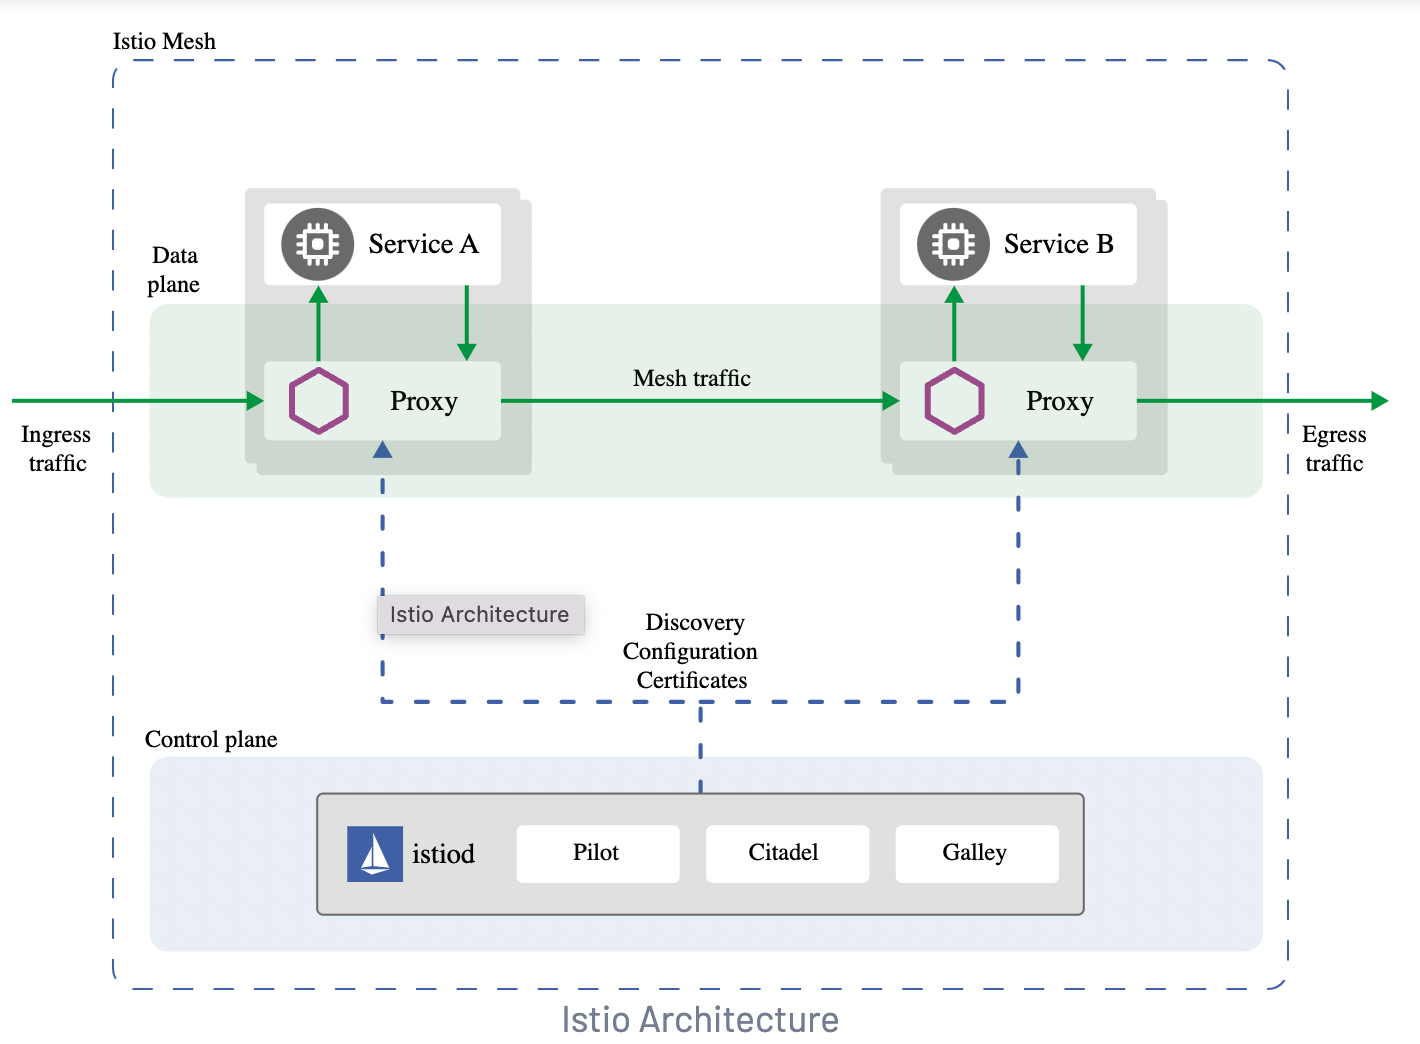 Istio Mesh
Service A
Service B
Data
plane
Mesh traffic
Proxy
Proxy
Ingress
traffic
Egress
traffic
Istio Architecture
Discovery
Configuration
Certificates
Control plane
istiod
Pilot
Citadel
Galley
Istio Architecture